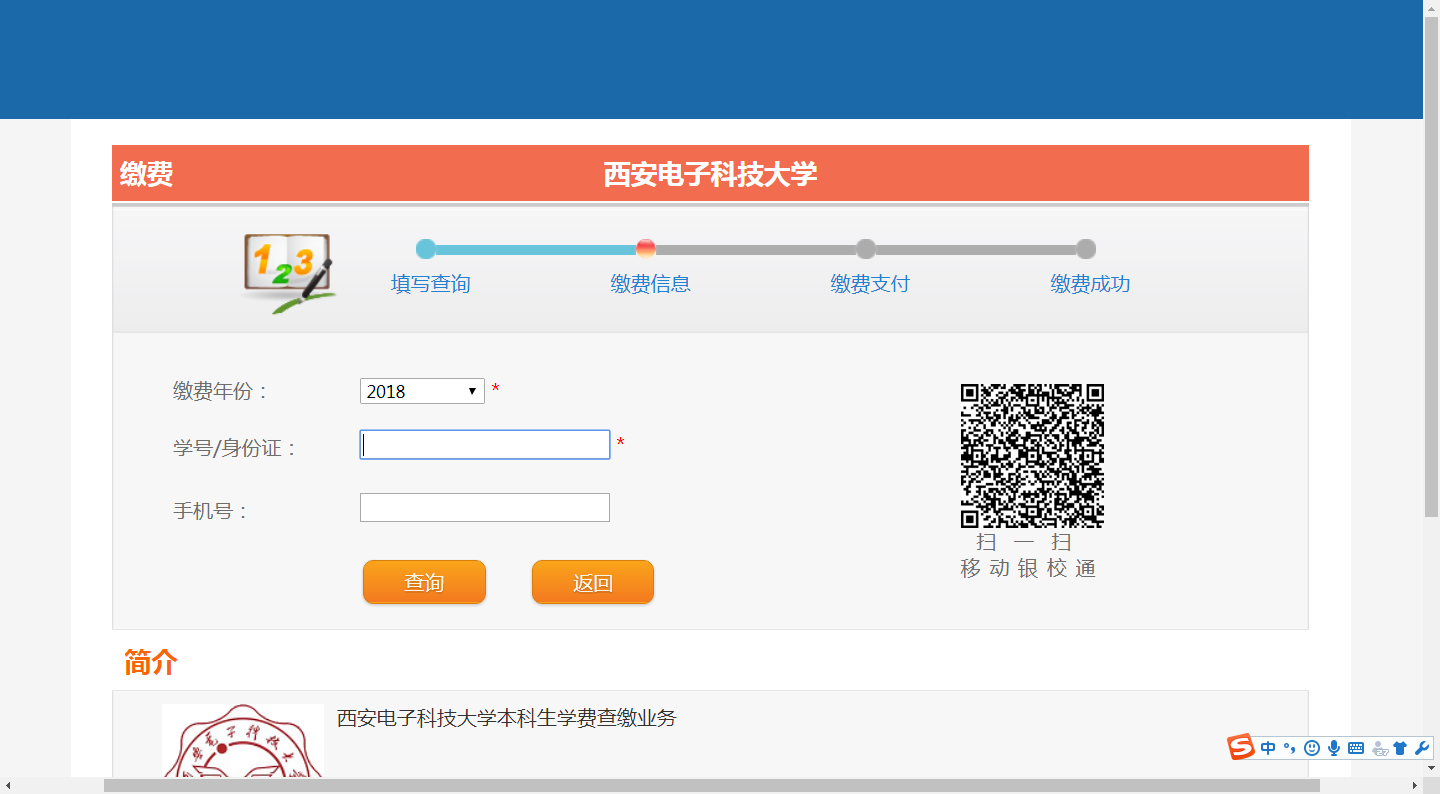 缴费 西安电子科技大学
123
填写查询 缴费信息 缴费支付 缴费成功
缴费年份： 2018 *
学号/身份证： *
手机号：
查询 返回
扫一扫
移动银校通
简介
西安电子科技大学本科生学费查缴业务
中